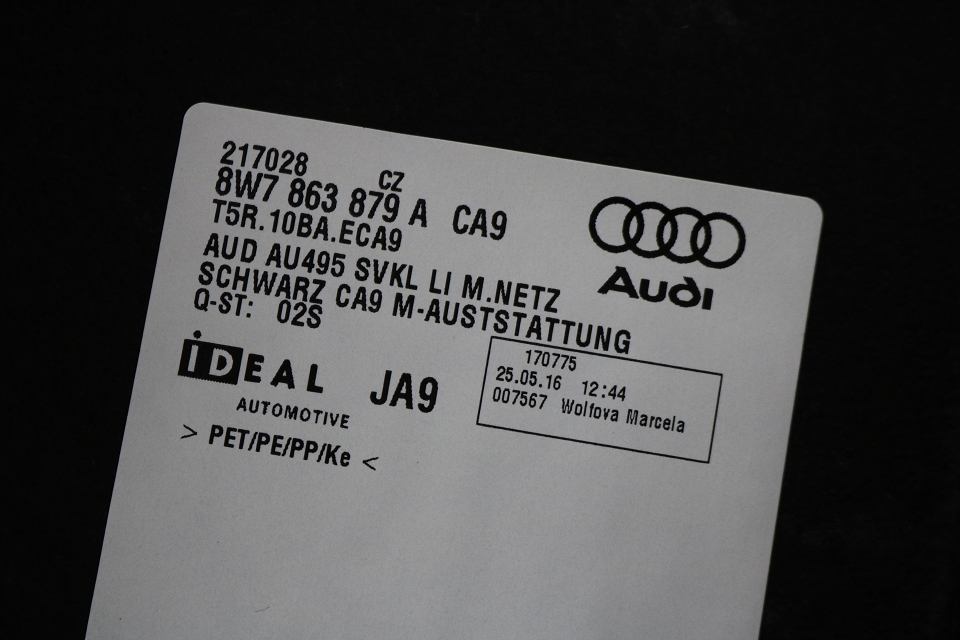 217028 CZ
8W7 863 879 A CA9
T5R.10BA.ECA9
AUD AU495 SVKL LI M.NETZ
SCHWARZ CA9 M-AUSTSTATTUNG
Q-ST: 02S
Audi
iDEAL
AUTOMOTIVE
JA9
170775
25.05.16 12:44
007567 Wolfova Marcela
> PET/PE/PP/Ke <